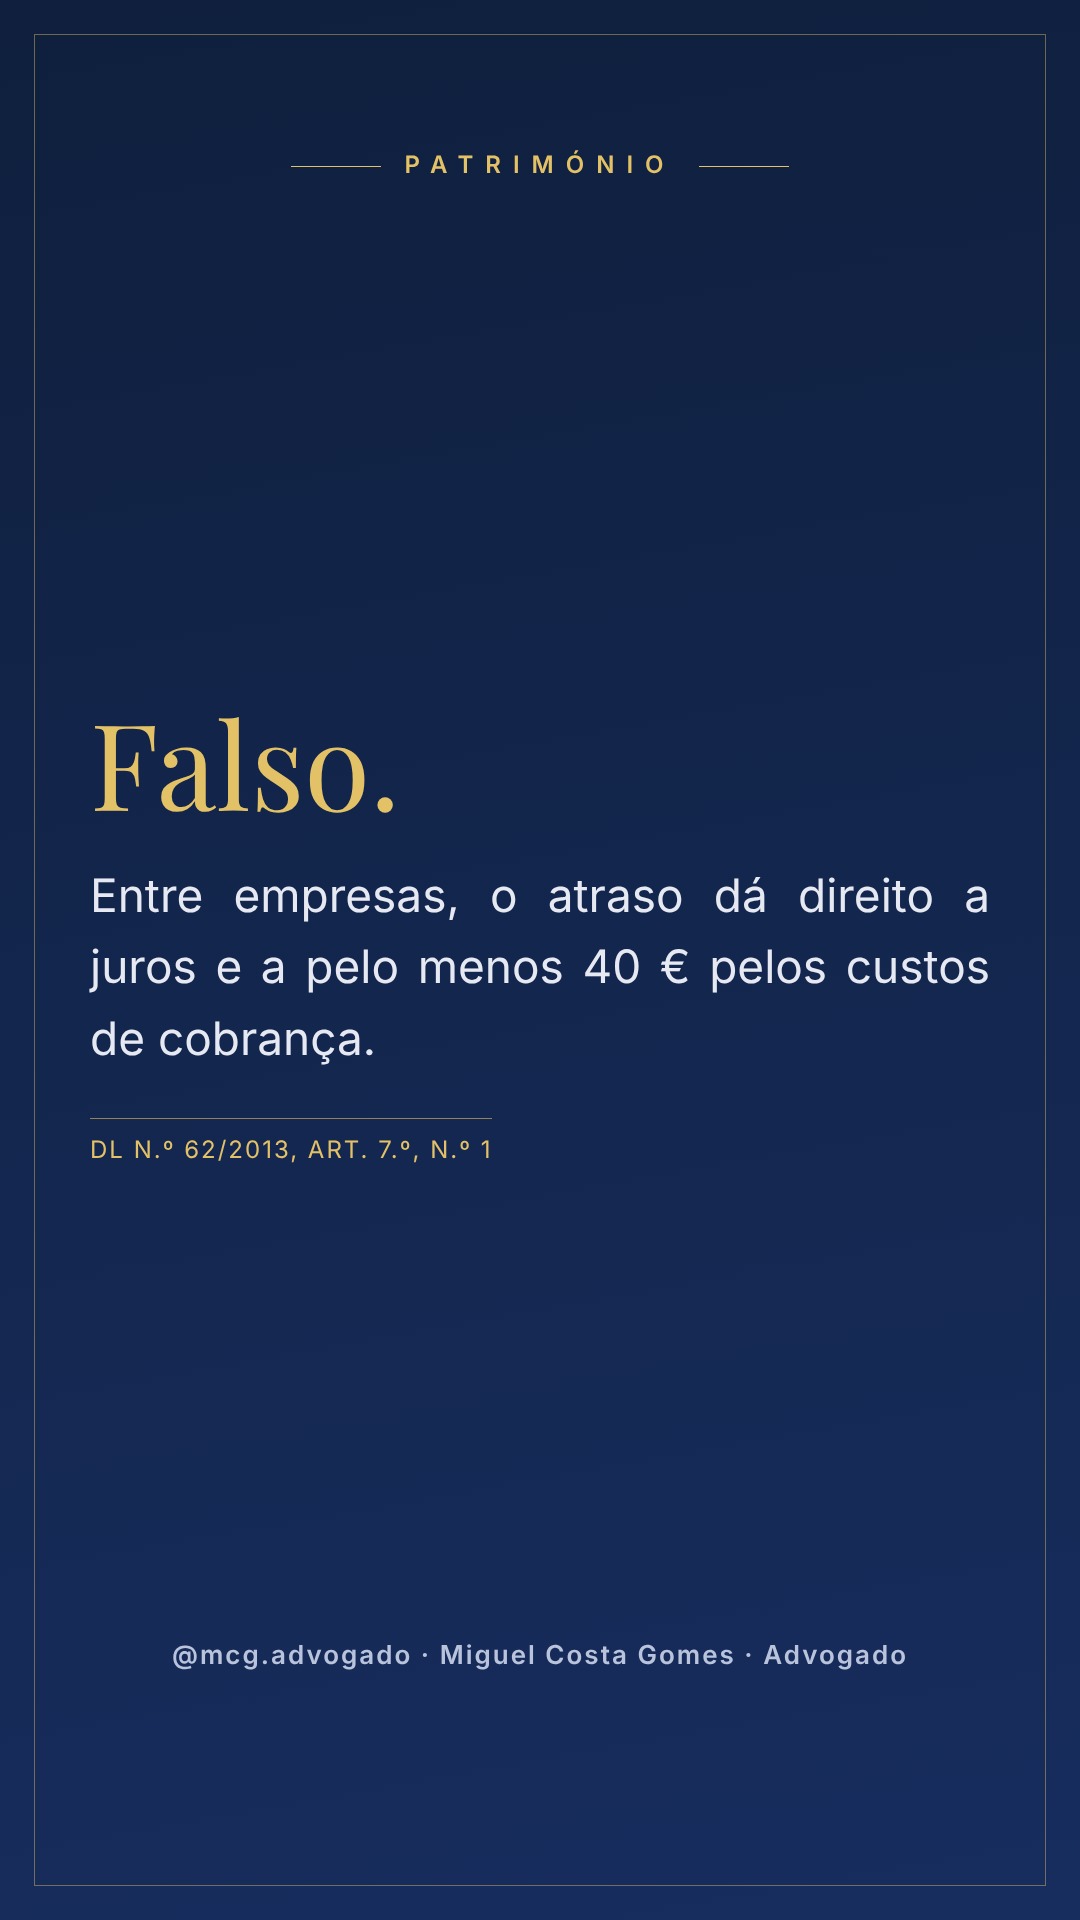 PATRIMÓNIO
Falso.
Entre empresas, o atraso dá direito a
juros e a pelo menos 40 € pelos custos
de cobrança.
DL N.º 62/2013, ART. 7.º, N.º 1
@mcg.advogado · Miguel Costa Gomes · Advogado